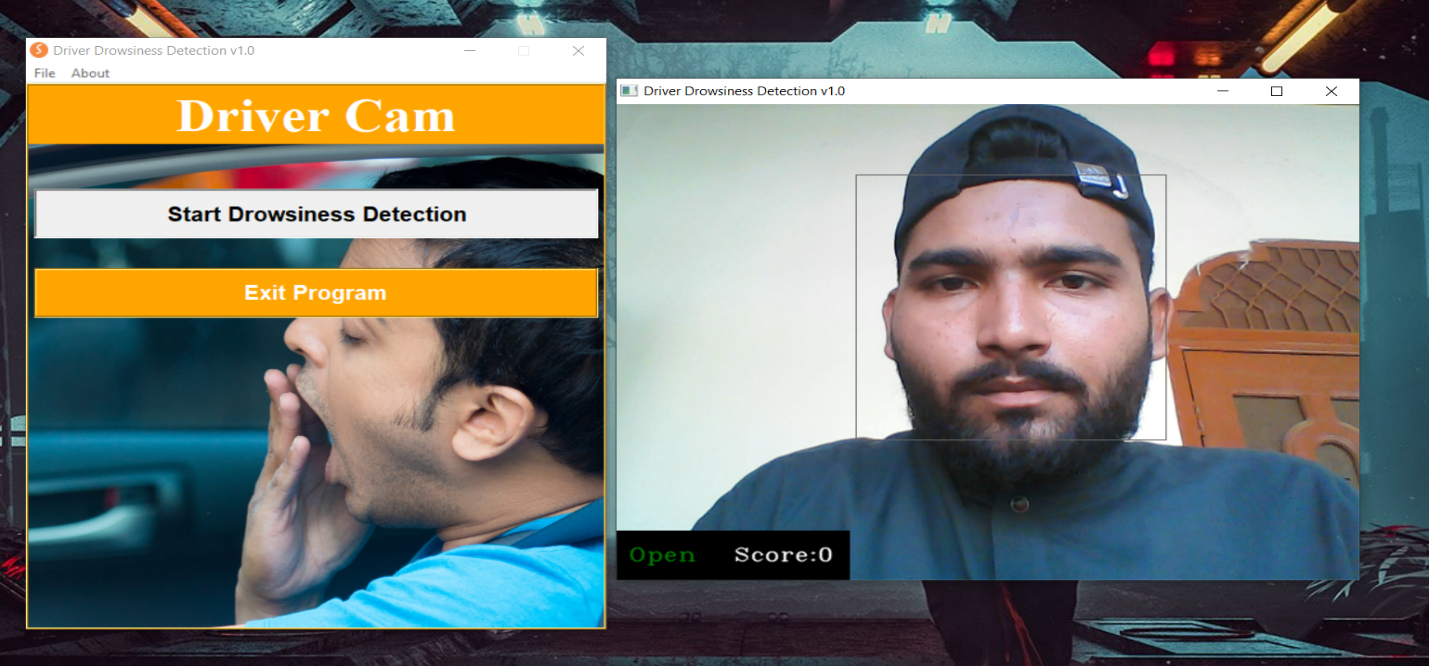 Driver Drowsiness Detection v1.0
File About
Driver Cam
Start Drowsiness Detection
Exit Program
Driver Drowsiness Detection v1.0
Open Score:0